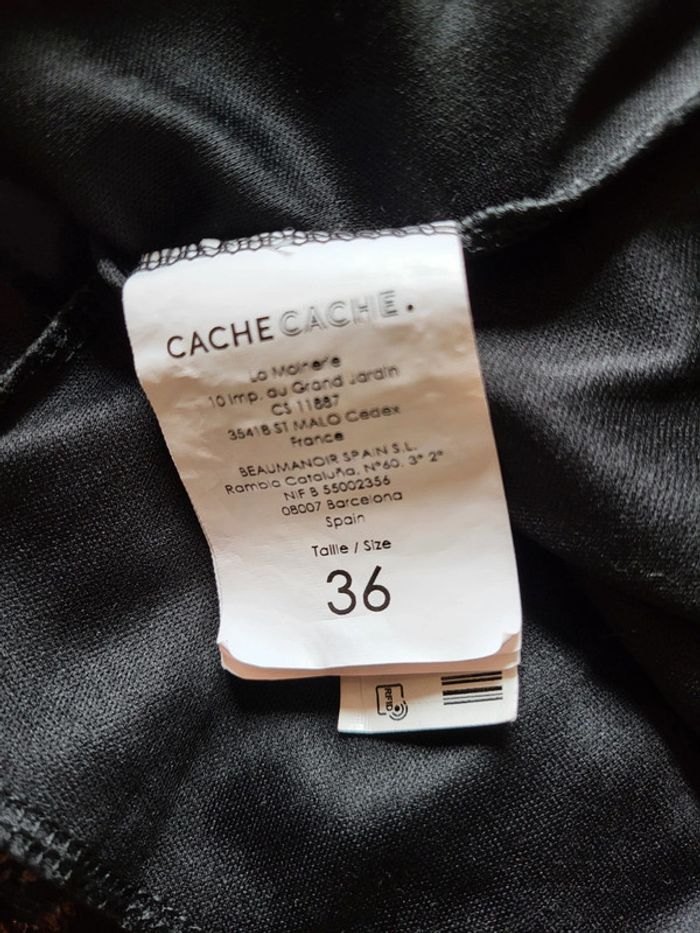 CACHECACHE.
La Moinerie
10 Imp. du Grand Jardin
CS 11887
35418 ST MALO Cedex
France
BEAUMANOIR SPAIN S.L.
Rambla Cataluña, Nº60, 3º 2ª
NIF B 55002356
08007 Barcelona
Spain
Taille / Size
36
RFID